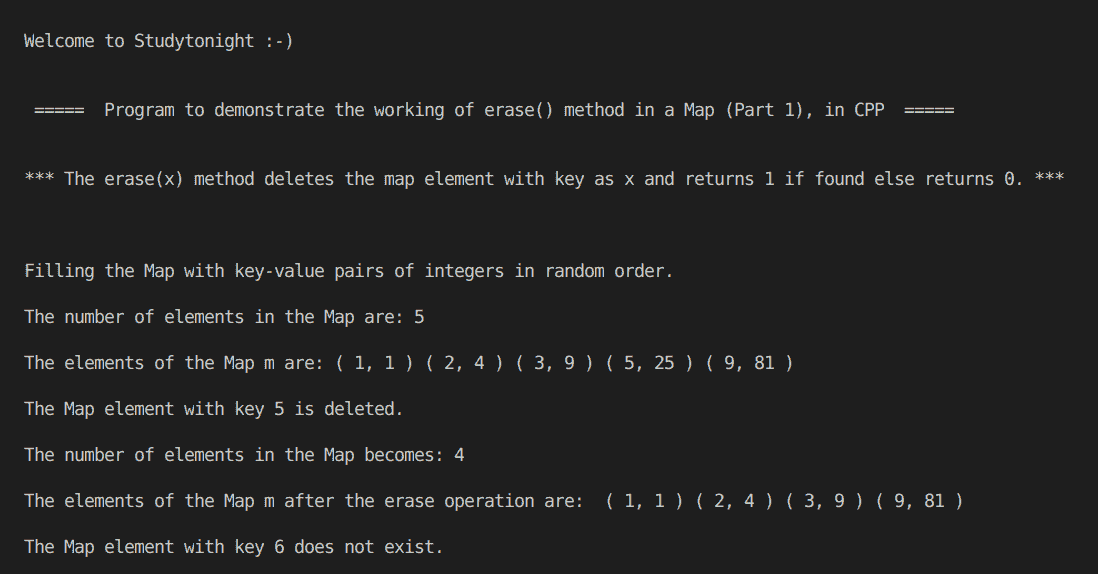 Welcome to Studytonight :-)
===== Program to demonstrate the working of erase() method in a Map (Part 1), in CPP =====
*** The erase(x) method deletes the map element with key as x and returns 1 if found else returns 0. ***
Filling the Map with key-value pairs of integers in random order.
The number of elements in the Map are: 5
The elements of the Map m are: ( 1, 1 ) ( 2, 4 ) ( 3, 9 ) ( 5, 25 ) ( 9, 81 )
The Map element with key 5 is deleted.
The number of elements in the Map becomes: 4
The elements of the Map m after the erase operation are:  ( 1, 1 ) ( 2, 4 ) ( 3, 9 ) ( 9, 81 )
The Map element with key 6 does not exist.